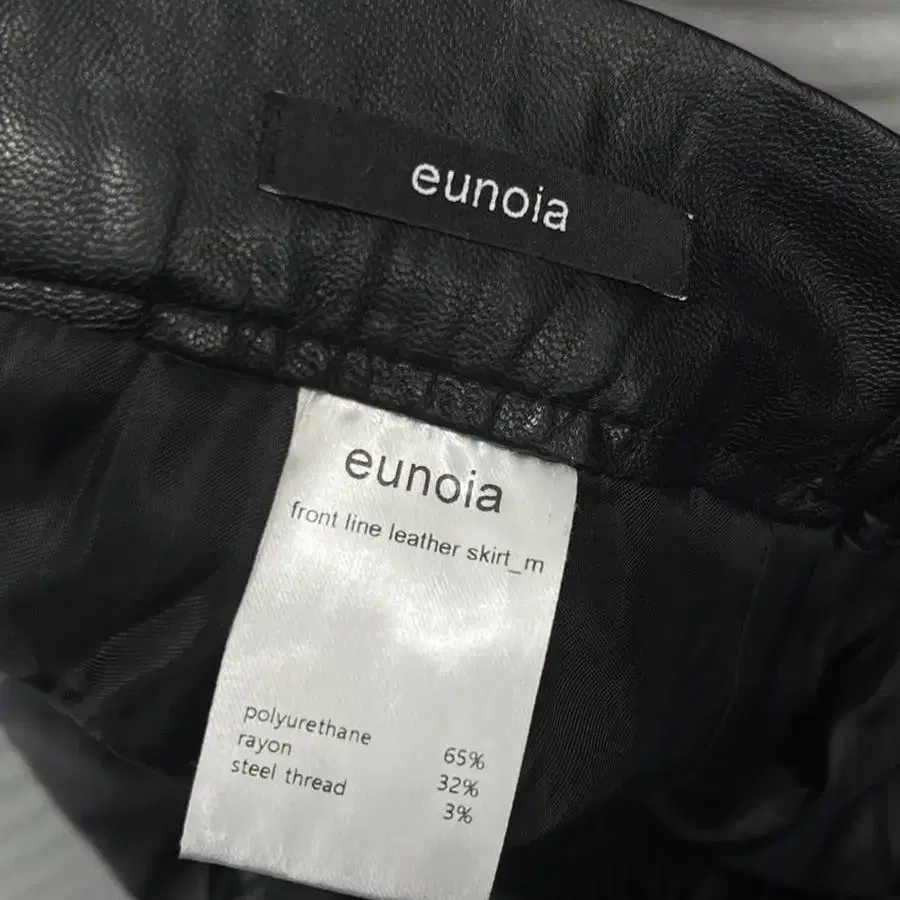 eunoia
eunoia
front line leather skirt_m
polyurethane 65%
rayon 32%
steel thread 3%